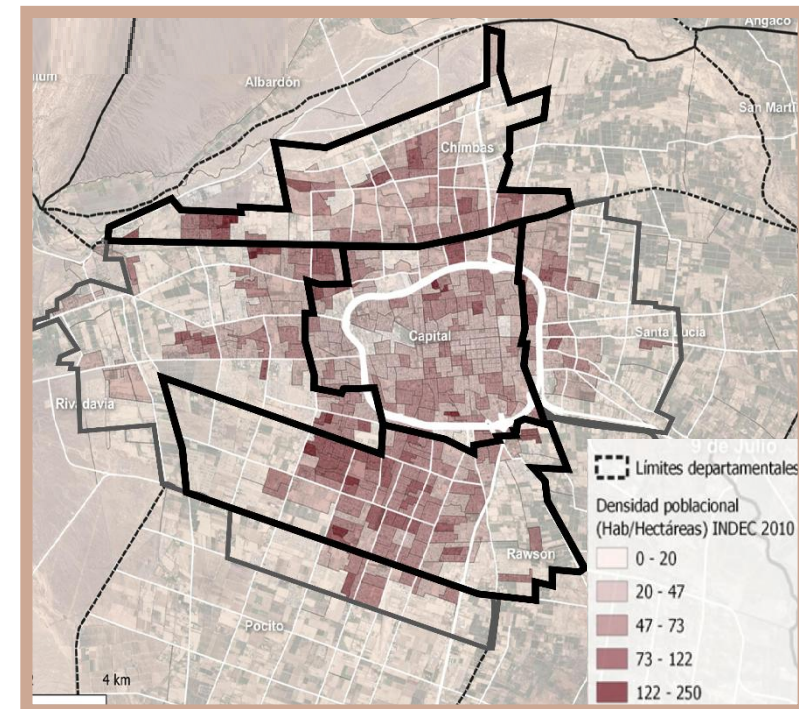 Angaco
ium
Albardón
San Martí
Chimbas
Capital
Santa Lucía
Rivadavia
9 de Julio
Límites departamentales
Densidad poblacional
(Hab/Hectáreas) INDEC 2010
0 - 20
Rawson
20 - 47
47 - 73
Pocito
73 - 122
4 km
122 - 250